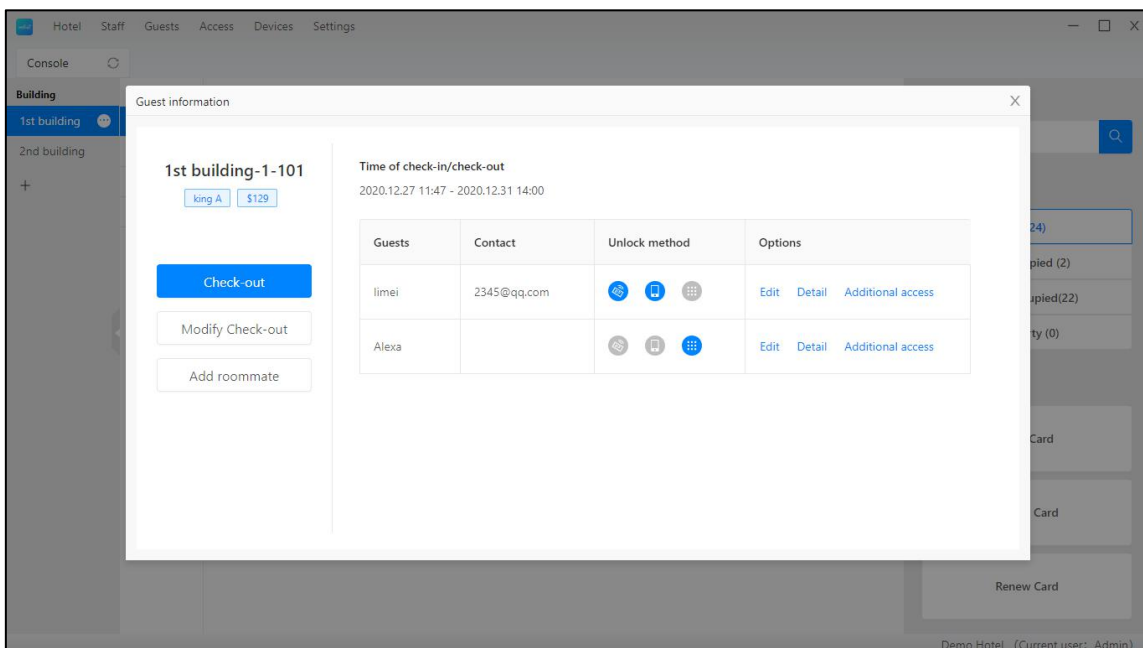 Hotel Staff Guests Access Devices Settings
Console
Building
1st building
2nd building
Guest information
1st building-1-101
king A $129
Check-out
Modify Check-out
Add roommate
Time of check-in/check-out
2020.12.27 11:47 - 2020.12.31 14:00
Guests Contact Unlock method Options
limei 2345@qq.com Edit Detail Additional access
Alexa Edit Detail Additional access
24)
pied (2)
upied(22)
ty (0)
Card
Card
Renew Card
Demo Hotel (Current user: Admin)